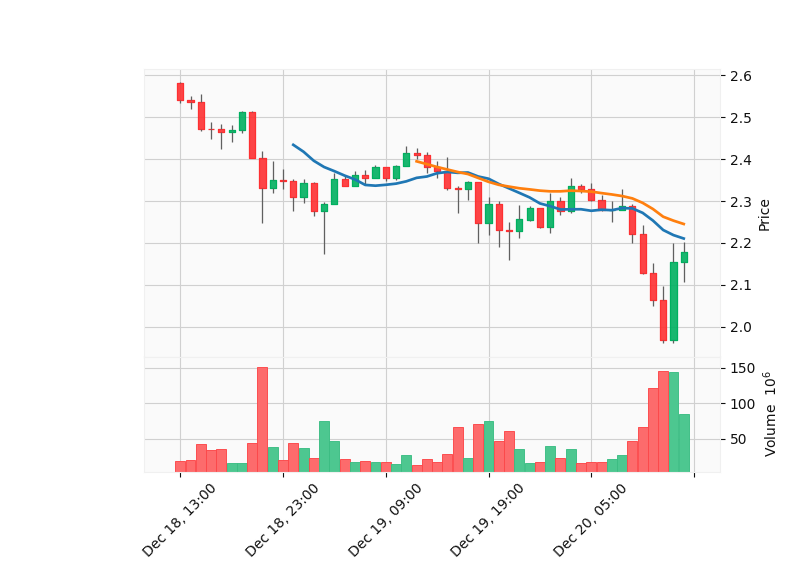 2.6
2.5
2.4
2.3
2.2
2.1
2.0
Price
150
100
50
Volume 10⁶
Dec 18, 13:00
Dec 18, 23:00
Dec 19, 09:00
Dec 19, 19:00
Dec 20, 05:00